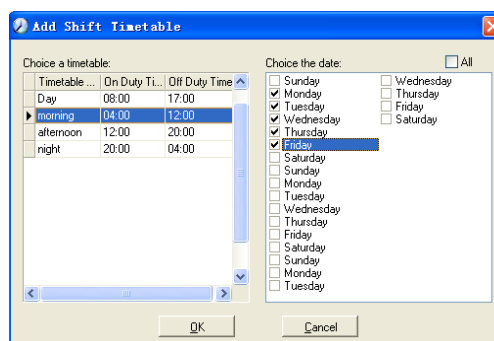 Add Shift Timetable
Choice a timetable:
Timetable ... On Duty Ti... Off Duty Time
Day 08:00 17:00
morning 04:00 12:00
afternoon 12:00 20:00
night 20:00 04:00
Choice the date:
All
Sunday
Monday
Tuesday
Wednesday
Thursday
Friday
Saturday
Sunday
Monday
Tuesday
Wednesday
Thursday
Friday
Saturday
Sunday
Monday
Tuesday
Wednesday
Thursday
Friday
Saturday
OK
Cancel